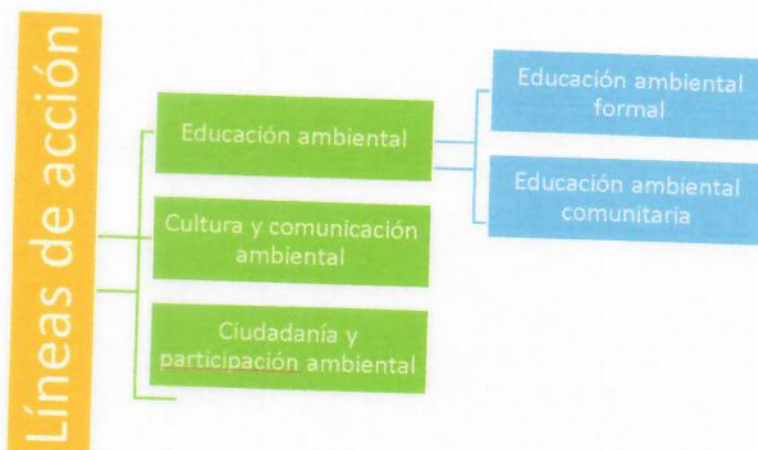 Líneas de acción
Educación ambiental
Cultura y comunicación
ambiental
Ciudadanía y
participación ambiental
Educación ambiental
formal
Educación ambiental
comunitaria